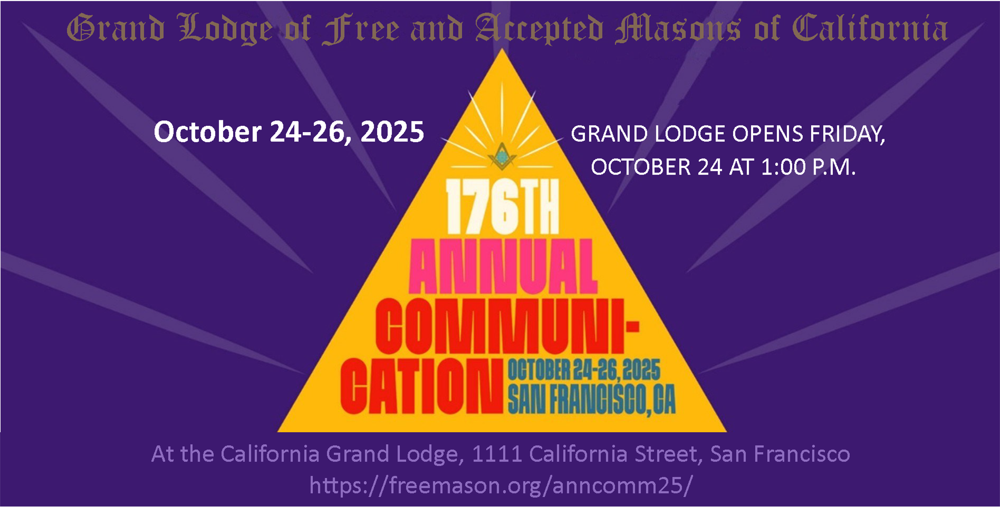 Grand Lodge of Free and Accepted Masons of California
October 24-26, 2025
GRAND LODGE OPENS FRIDAY,
OCTOBER 24 AT 1:00 P.M.
176TH
ANNUAL
COMMUNI-
CATION
OCTOBER 24-26, 2025
SAN FRANCISCO, CA
At the California Grand Lodge, 1111 California Street, San Francisco
https://freemason.org/anncomm25/